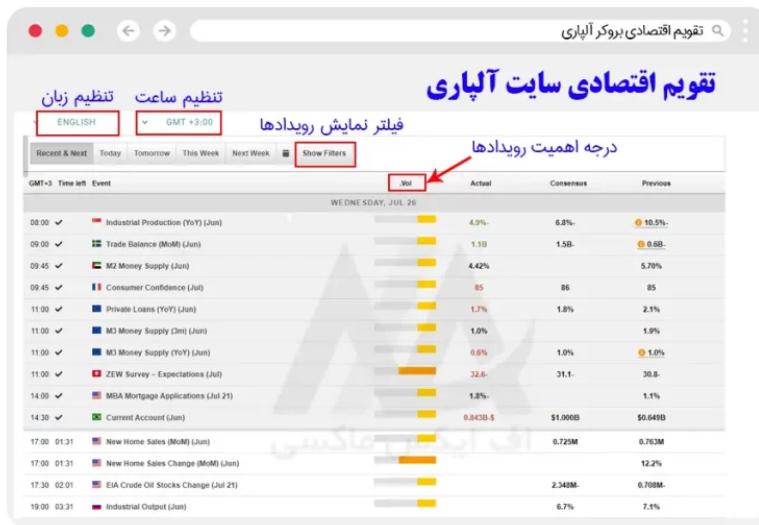 تقویم اقتصادی بروکر آلپاری
تقویم اقتصادی سایت آلپاری
تنظیم زبان
تنظیم ساعت
ENGLISH
GMT +3:00
فیلتر نمایش رویدادها
درجه اهمیت رویدادها
Recent & Next Today Tomorrow This Week Next Week Show Filters
GMT+3 Time left Event .Vol Actual Consensus Previous
WEDNESDAY, JUL 26
08:00 Industrial Production (YoY) (Jun) 4.9%- 6.8%- 10.5%-
09:00 Trade Balance (MoM) (Jun) 1.1B 1.5B- 0.6B-
09:45 M2 Money Supply (Jun) 4.42% 5.70%
09:45 Consumer Confidence (Jul) 85 86 85
11:00 Private Loans (YoY) (Jun) 1.7% 1.8% 2.1%
11:00 M3 Money Supply (3m) (Jun) 1.0% 1.9%
11:00 M3 Money Supply (YoY) (Jun) 0.6% 1.0% 1.0%
11:00 ZEW Survey – Expectations (Jul) 32.6- 31.1- 30.8-
14:00 MBA Mortgage Applications (Jul 21) 1.8%- 1.1%
14:30 Current Account (Jun) 0.843B-$ $1.000B $0.649B
17:00 01:31 New Home Sales (MoM) (Jun) 0.725M 0.763M
17:00 01:31 New Home Sales Change (MoM) (Jun) 12.2%
17:30 02:01 EIA Crude Oil Stocks Change (Jul 21) 2.348M- 0.708M-
19:00 03:31 Industrial Output (Jun) 6.7% 7.1%
اف ایکس ماکسی